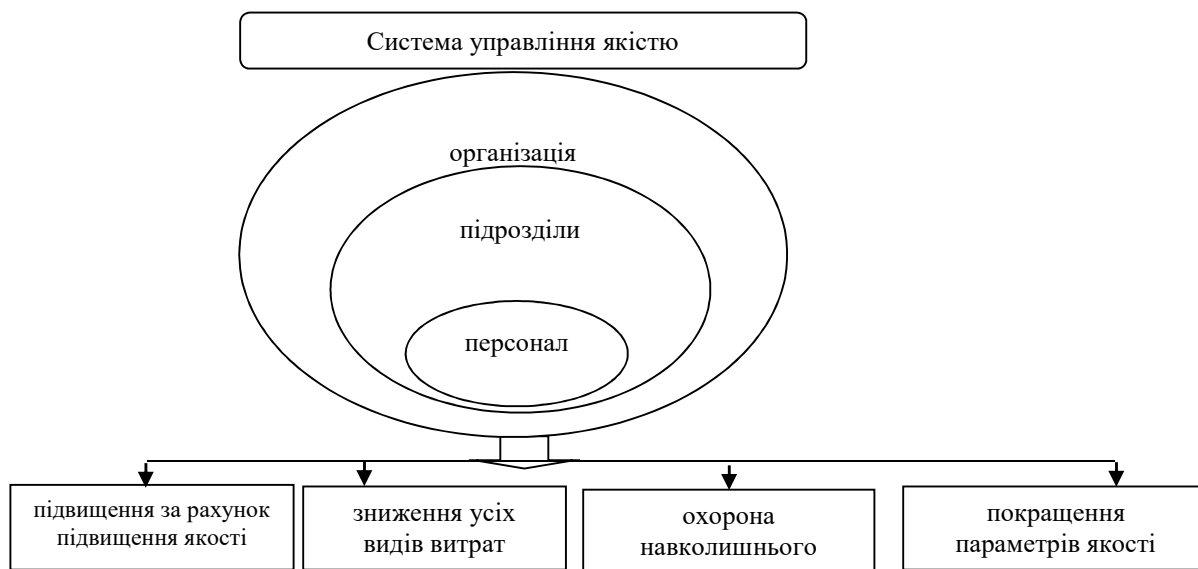 Система управління якістю
організація
підрозділи
персонал
підвищення за рахунок
підвищення якості
зниження усіх
видів витрат
охорона
навколишнього
покращення
параметрів якості